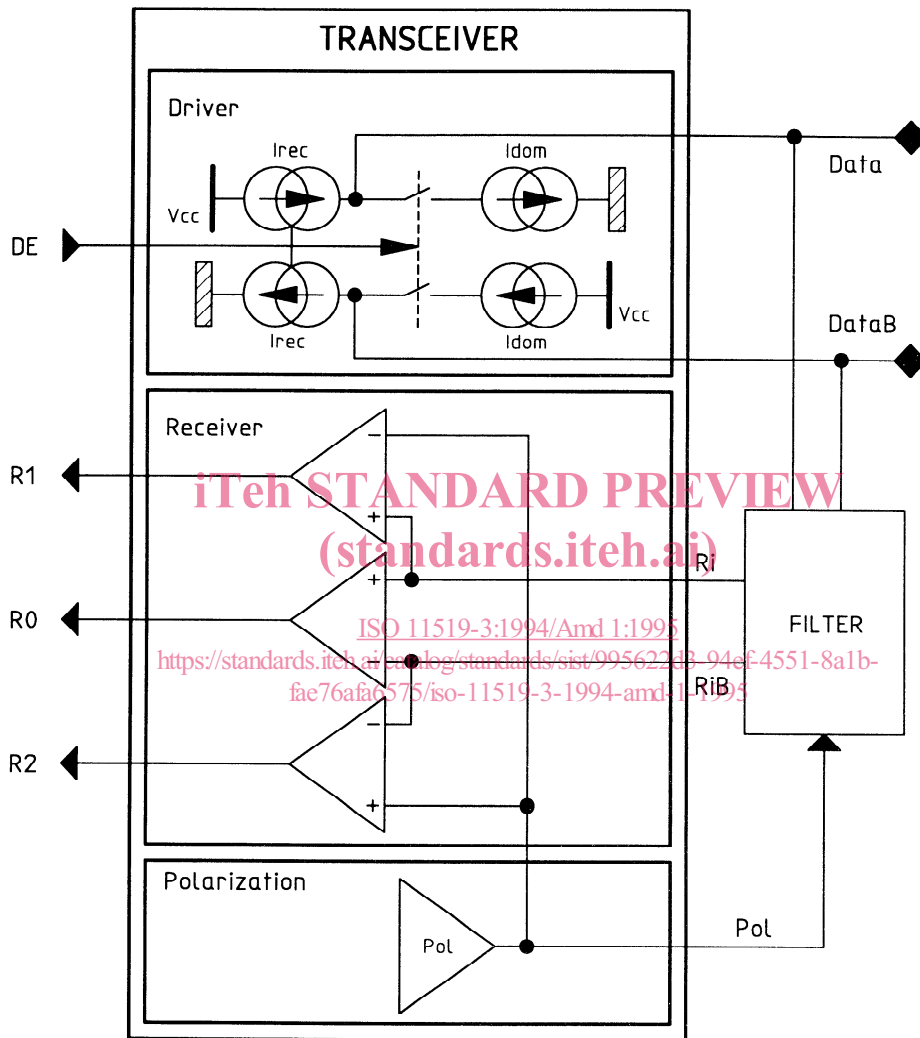 TRANSCEIVER
Driver
Irec
Idom
Data
Vcc
DE
DataB
Vcc
Irec
Idom
Receiver
−
R1
iTeh STANDARD PREVIEW
+
(standards.iteh.ai)
Ri
+
R0
ISO 11519-3:1994/Amd 1:1995
FILTER
−
https://standards.iteh.ai/catalog/standards/sist/995622d3-94ef-4551-8a1b-
RiB
fae76afa6575/iso-11519-3-1994-amd-1-1995
−
R2
+
Polarization
Pol
Pol